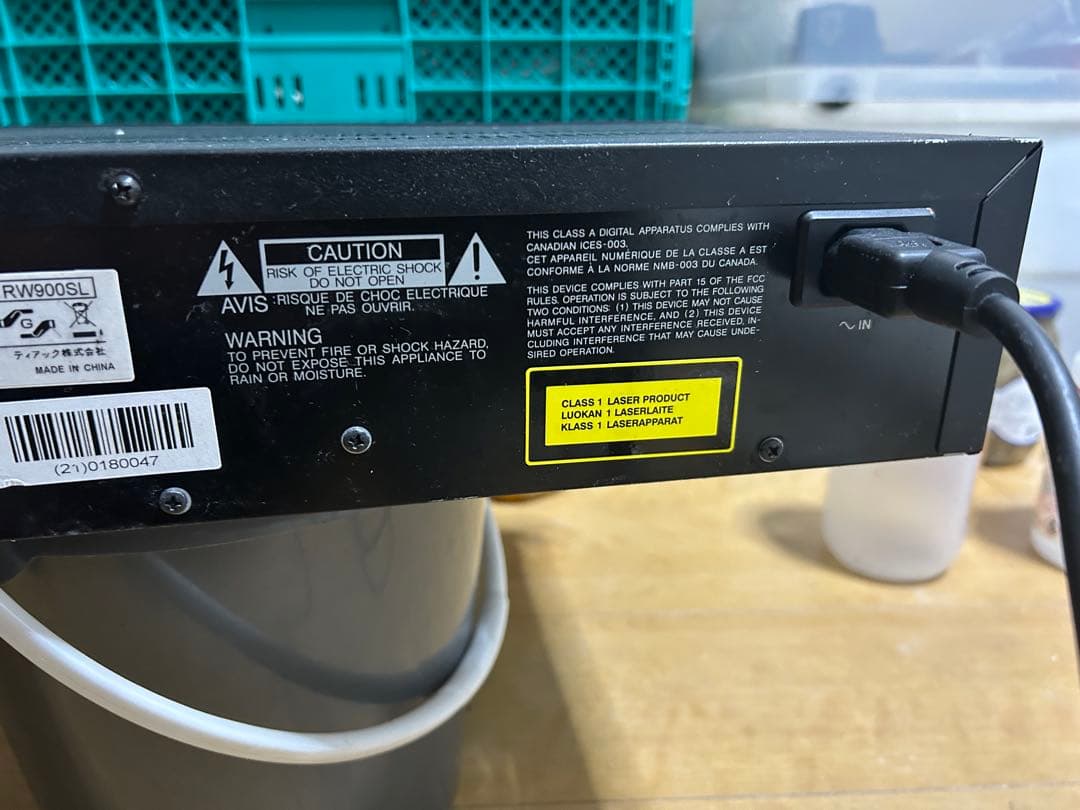 RW900SL
G
ティアック株式会社
MADE IN CHINA
(21)0180047
CAUTION
RISK OF ELECTRIC SHOCK
DO NOT OPEN
AVIS :RISQUE DE CHOC ELECTRIQUE
NE PAS OUVRIR.
WARNING
TO PREVENT FIRE OR SHOCK HAZARD,
DO NOT EXPOSE THIS APPLIANCE TO
RAIN OR MOISTURE.
THIS CLASS A DIGITAL APPARATUS COMPLIES WITH
CANADIAN ICES-003.
CET APPAREIL NUMÉRIQUE DE LA CLASSE A EST
CONFORME À LA NORME NMB-003 DU CANADA.
THIS DEVICE COMPLIES WITH PART 15 OF THE FCC
RULES. OPERATION IS SUBJECT TO THE FOLLOWING
TWO CONDITIONS: (1) THIS DEVICE MAY NOT CAUSE
HARMFUL INTERFERENCE, AND (2) THIS DEVICE
MUST ACCEPT ANY INTERFERENCE RECEIVED, IN-
CLUDING INTERFERENCE THAT MAY CAUSE UNDE-
SIRED OPERATION.
CLASS 1 LASER PRODUCT
LUOKAN 1 LASERLAITE
KLASS 1 LASERAPPARAT
~ IN